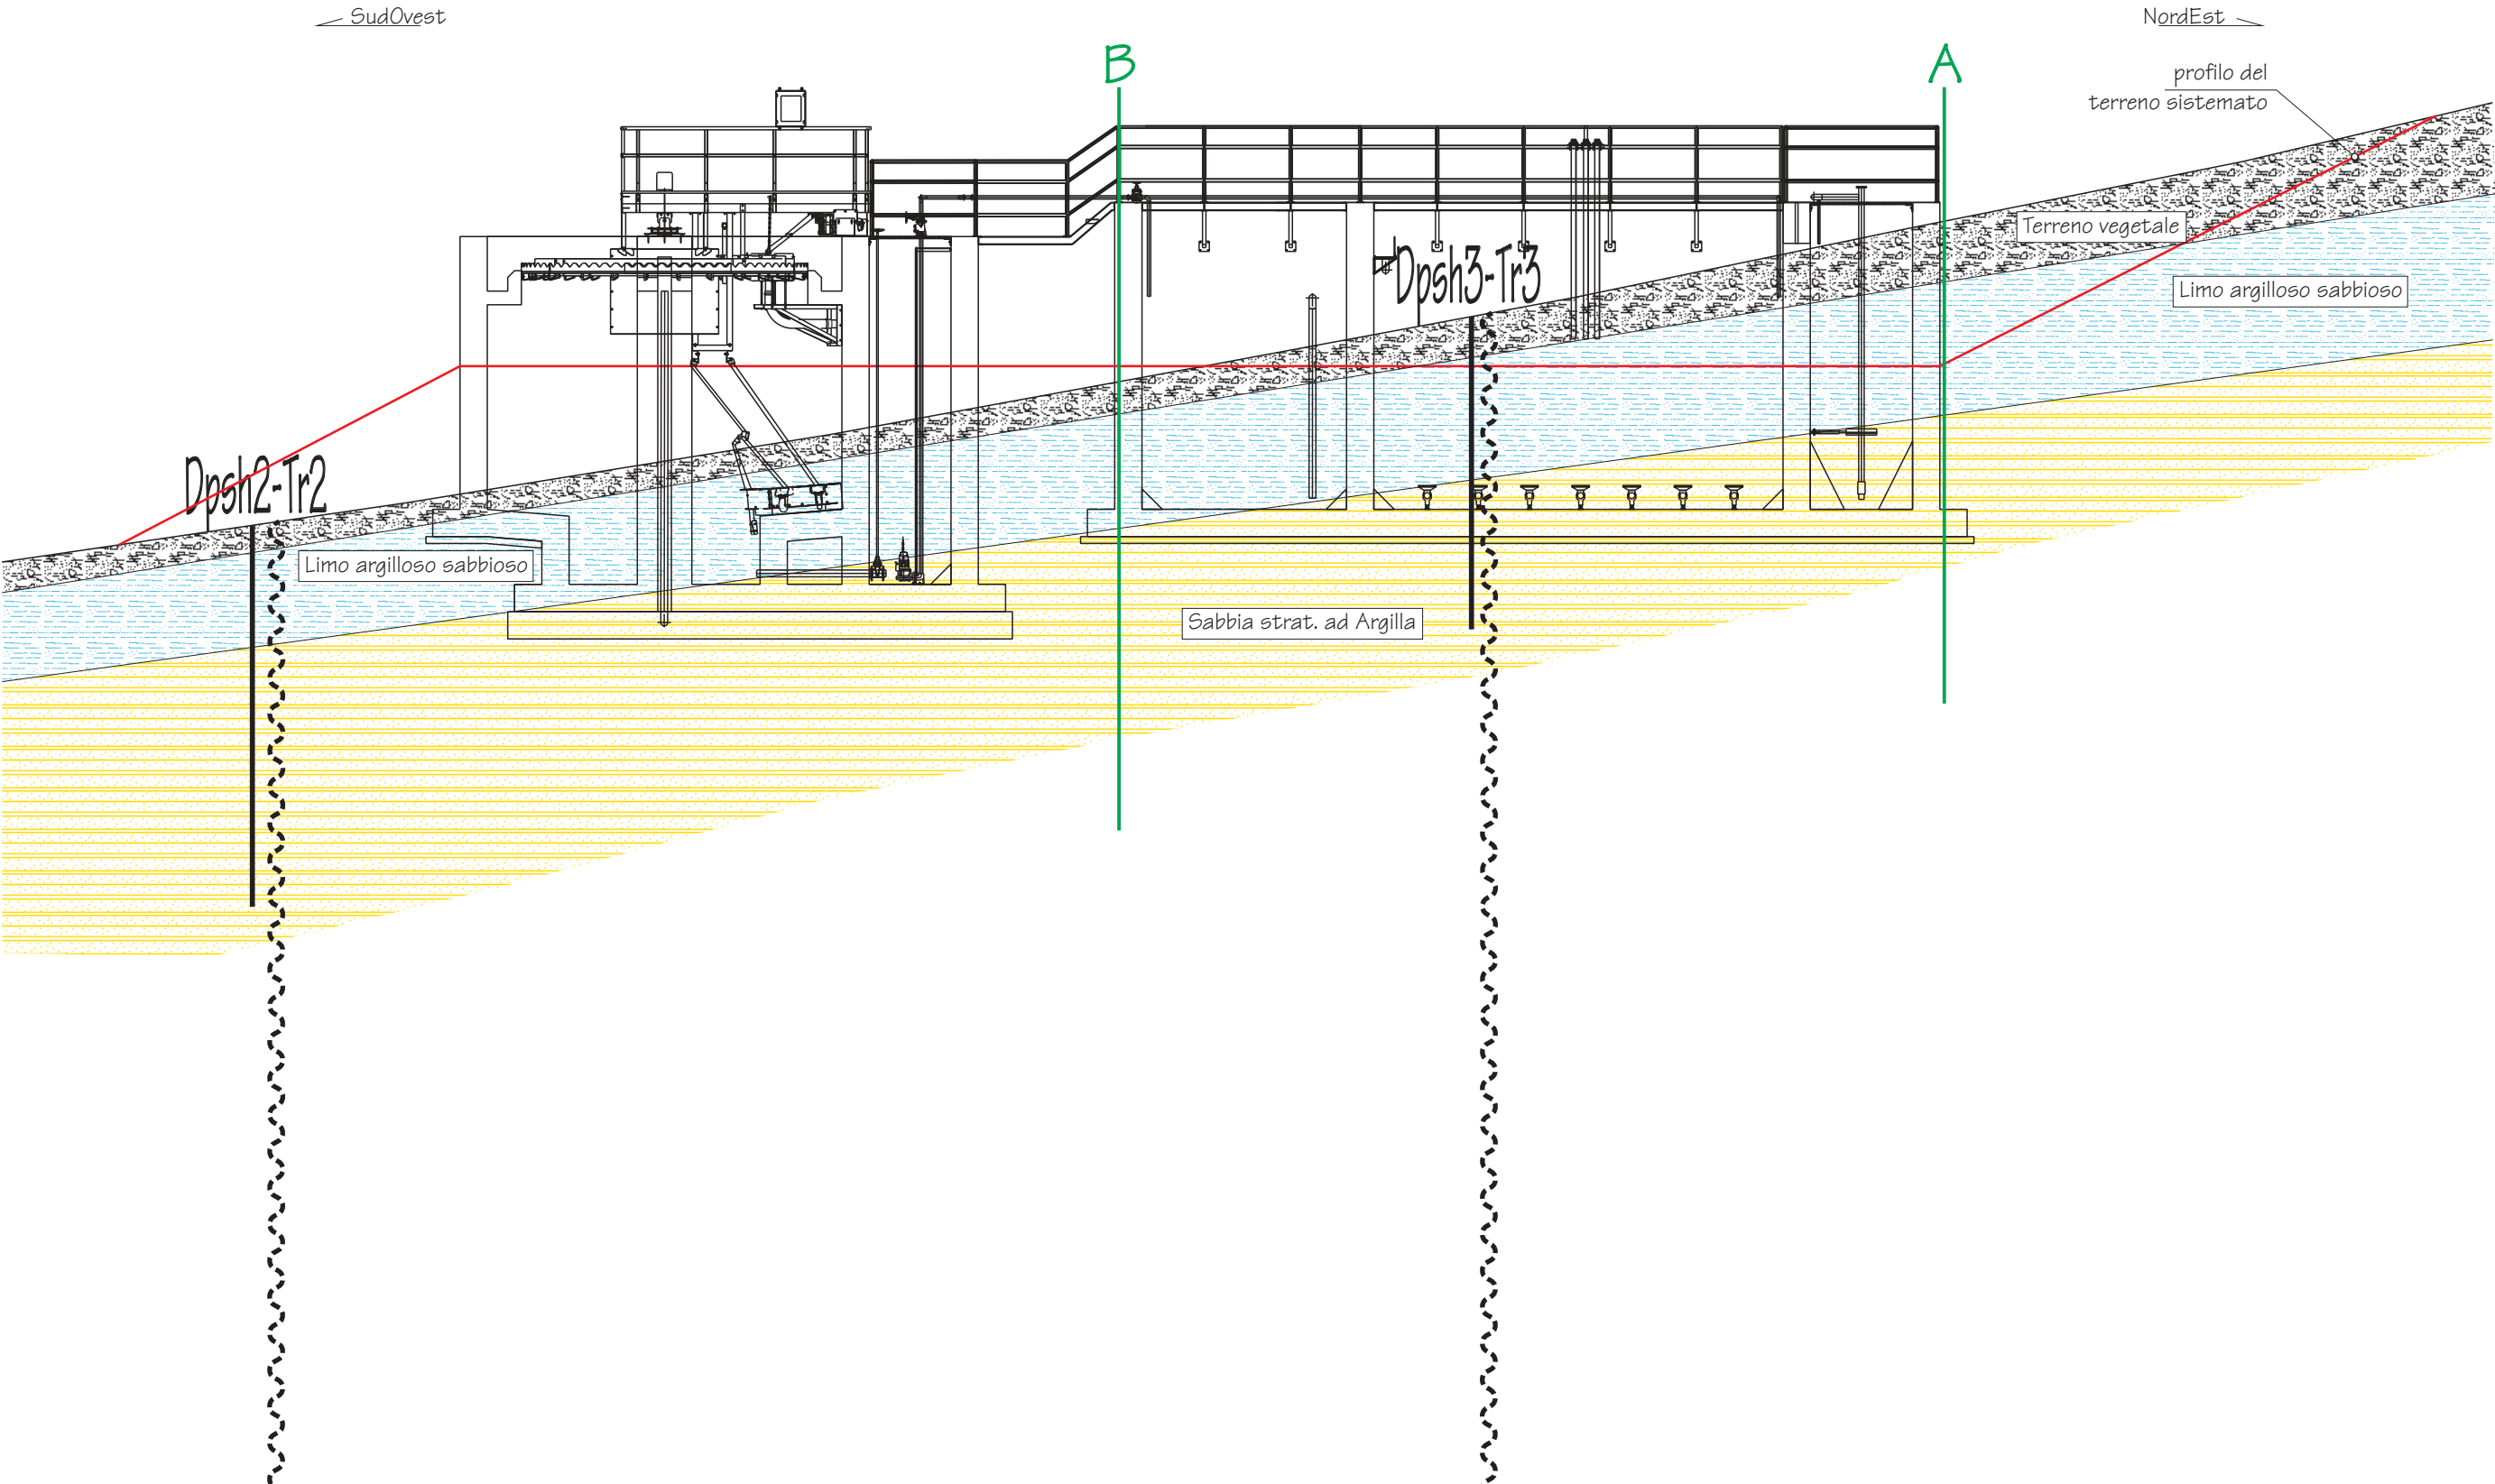 SudOvest
NordEst
B
A
profilo del
terreno sistemato
Terreno vegetale
Dpsh3-Tr3
Limo argilloso sabbioso
Dpsh2-Tr2
Limo argilloso sabbioso
Sabbia strat. ad Argilla